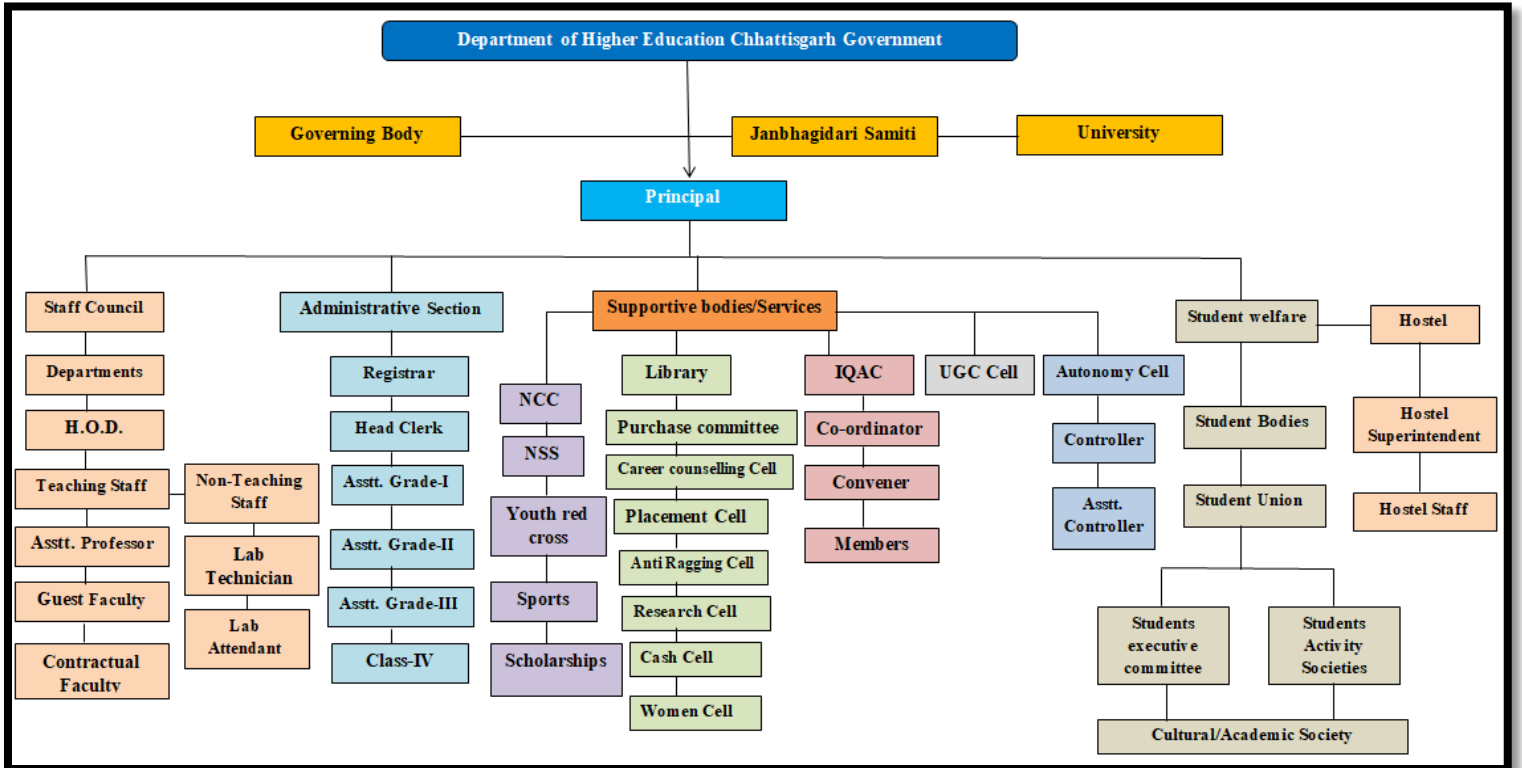 Department of Higher Education Chhattisgarh Government
Governing Body
Janbhagidari Samiti
University
Principal
Staff Council
Departments
H.O.D.
Teaching Staff
Asstt. Professor
Guest Faculty
Contractual
Faculty
Non-Teaching
Staff
Lab
Technician
Lab
Attendant
Administrative Section
Registrar
Head Clerk
Asstt. Grade-I
Asstt. Grade-II
Asstt. Grade-III
Class-IV
Supportive bodies/Services
NCC
NSS
Youth red
cross
Sports
Scholarships
Library
Purchase committee
Career counselling Cell
Placement Cell
Anti Ragging Cell
Research Cell
Cash Cell
Women Cell
IQAC
Co-ordinator
Convener
Members
UGC Cell
Autonomy Cell
Controller
Asstt.
Controller
Student welfare
Student Bodies
Student Union
Students
executive
committee
Students
Activity
Societies
Cultural/Academic Society
Hostel
Hostel
Superintendent
Hostel Staff